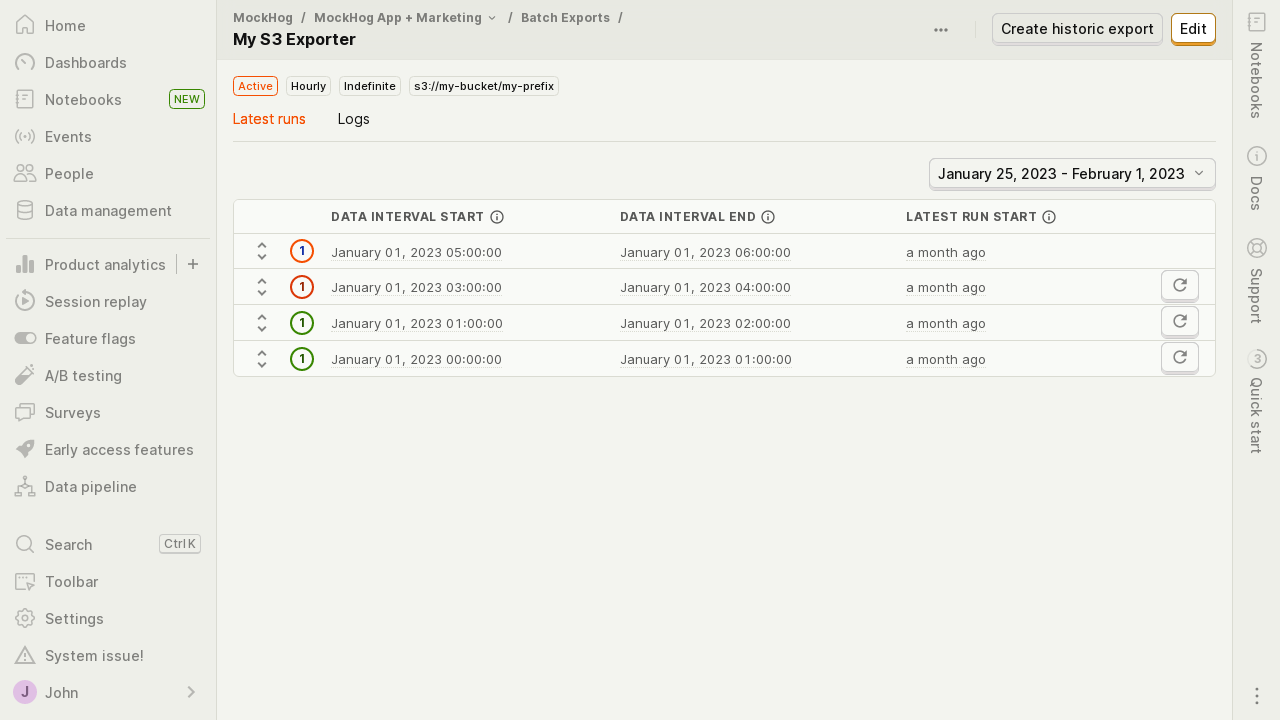 Home
Dashboards
Notebooks NEW
Events
People
Data management
Product analytics
Session replay
Feature flags
A/B testing
Surveys
Early access features
Data pipeline
Search Ctrl K
Toolbar
Settings
System issue!
J John
MockHog / MockHog App + Marketing / Batch Exports /
My S3 Exporter
Create historic export
Edit
Active Hourly Indefinite s3://my-bucket/my-prefix
Latest runs Logs
January 25, 2023 - February 1, 2023
DATA INTERVAL START DATA INTERVAL END LATEST RUN START
1 January 01, 2023 05:00:00 January 01, 2023 06:00:00 a month ago
1 January 01, 2023 03:00:00 January 01, 2023 04:00:00 a month ago
1 January 01, 2023 01:00:00 January 01, 2023 02:00:00 a month ago
1 January 01, 2023 00:00:00 January 01, 2023 01:00:00 a month ago
Notebooks
Docs
Support
3 Quick start